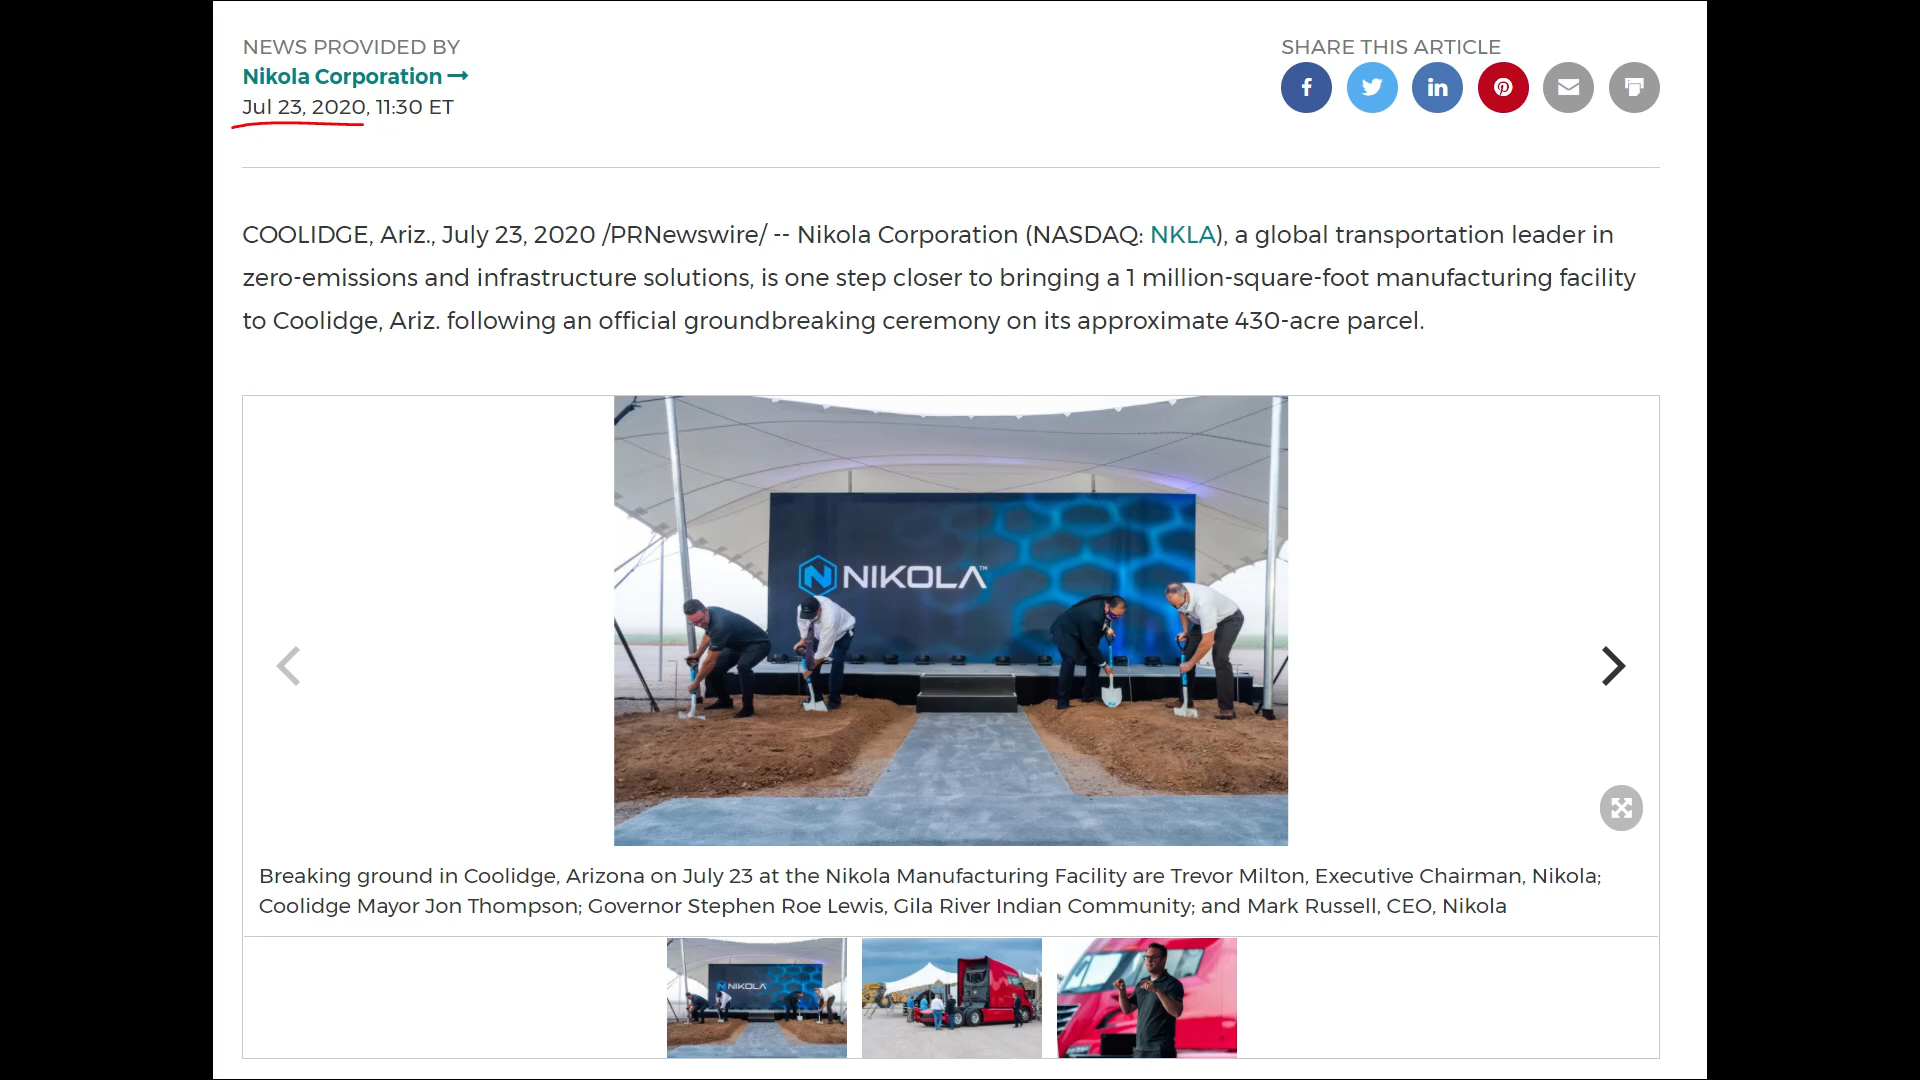 NEWS PROVIDED BY
Nikola Corporation
Jul 23, 2020, 11:30 ET
SHARE THIS ARTICLE
COOLIDGE, Ariz., July 23, 2020 /PRNewswire/ -- Nikola Corporation (NASDAQ: NKLA), a global transportation leader in
zero-emissions and infrastructure solutions, is one step closer to bringing a 1 million-square-foot manufacturing facility
to Coolidge, Ariz. following an official groundbreaking ceremony on its approximate 430-acre parcel.
NIKOLA™
Breaking ground in Coolidge, Arizona on July 23 at the Nikola Manufacturing Facility are Trevor Milton, Executive Chairman, Nikola;
Coolidge Mayor Jon Thompson; Governor Stephen Roe Lewis, Gila River Indian Community; and Mark Russell, CEO, Nikola
NIKOLA